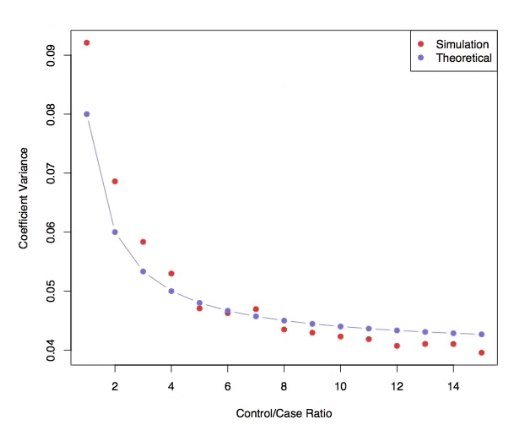 Simulation
Theoretical
0.09
0.08
0.07
0.06
0.05
0.04
Coefficient Variance
2 4 6 8 10 12 14
Control/Case Ratio